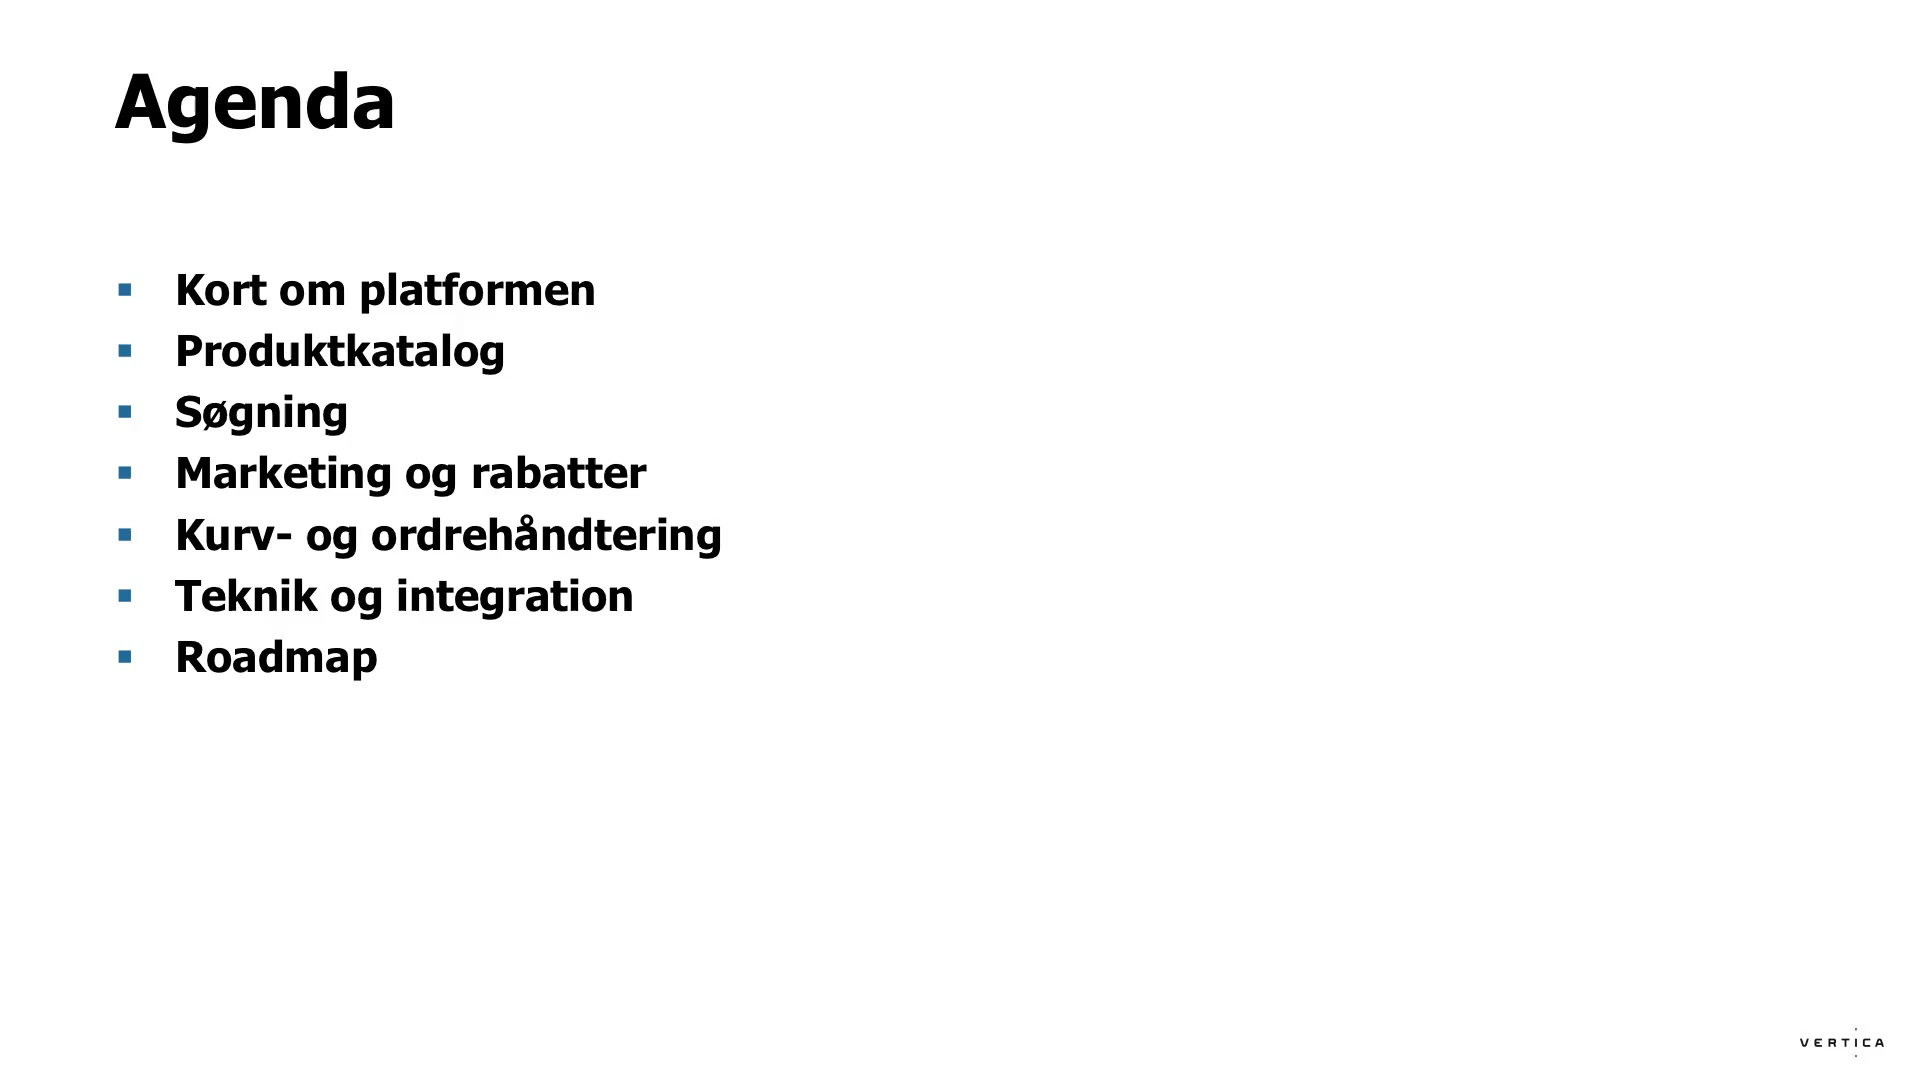 Agenda
▪ Kort om platformen
▪ Produktkatalog
▪ Søgning
▪ Marketing og rabatter
▪ Kurv- og ordrehåndtering
▪ Teknik og integration
▪ Roadmap
VERTICA